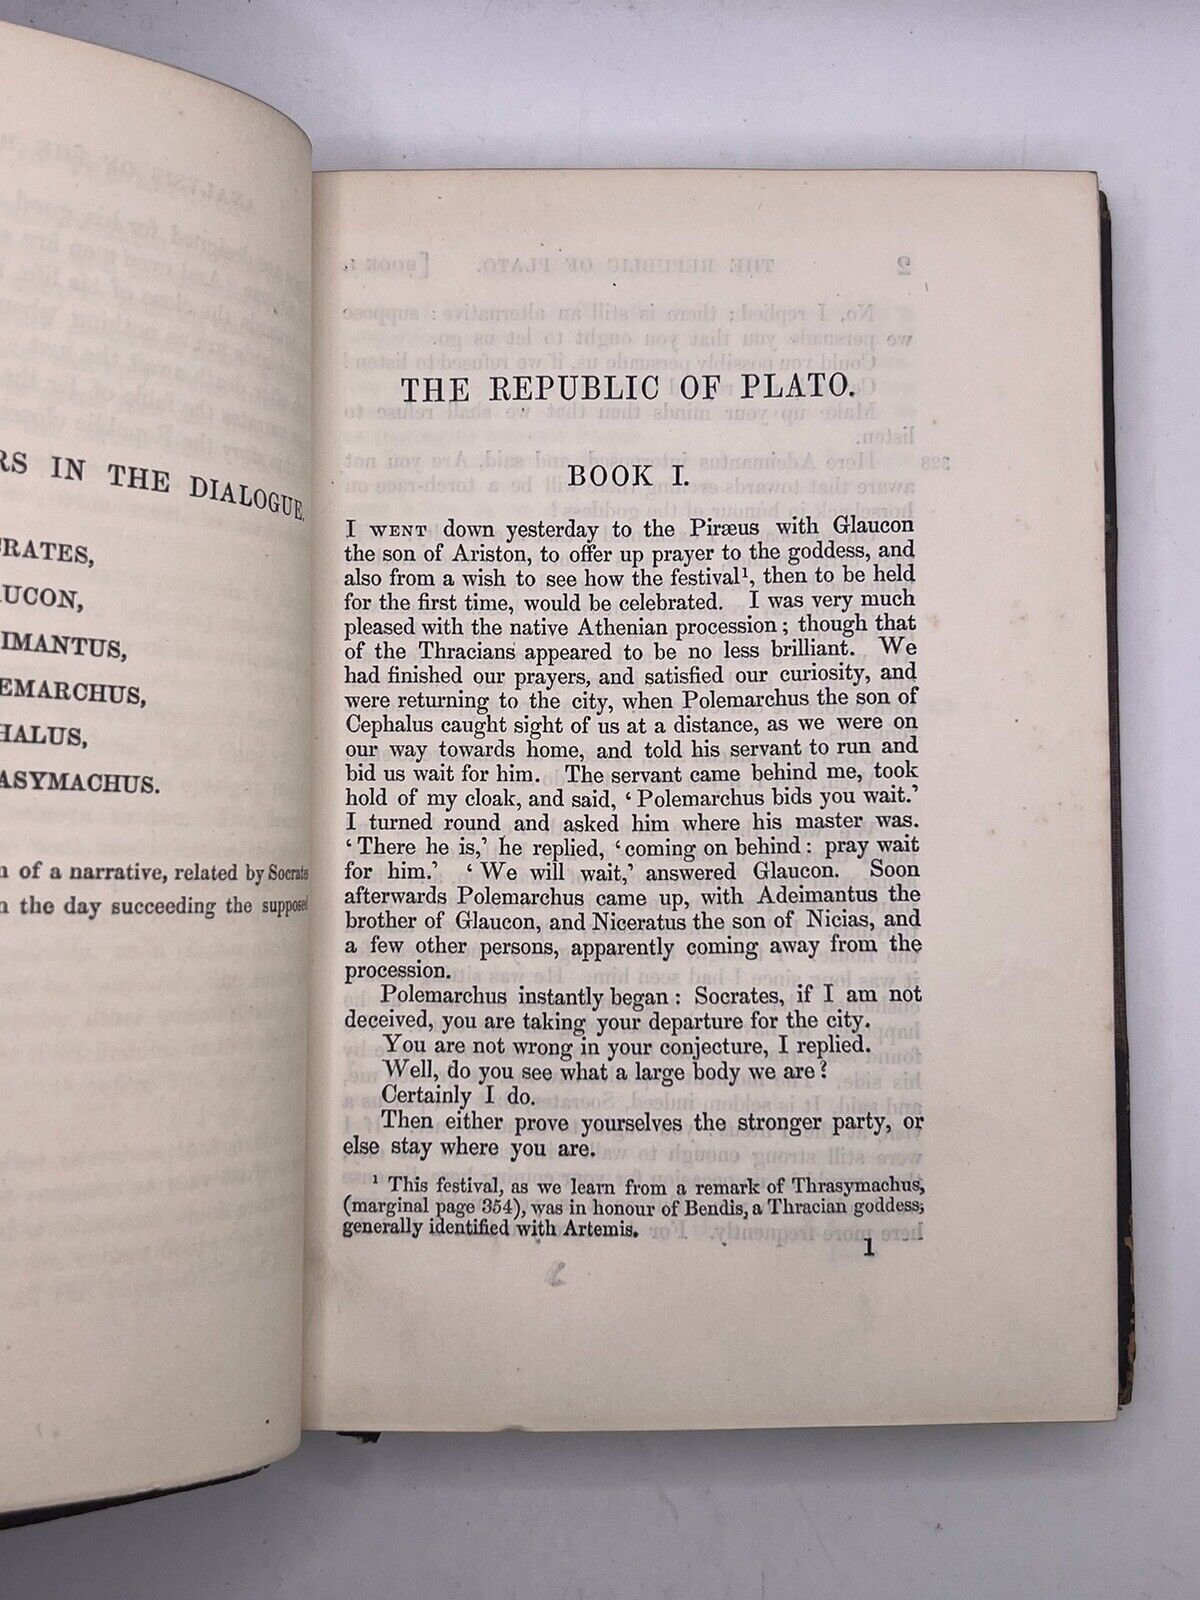 RS IN THE DIALOGUE.
CRATES,
AUCON,
IMANTUS,
EMARCHUS,
HALUS,
ASYMACHUS.
n of a narrative, related by Socrates
n the day succeeding the supposed
THE REPUBLIC OF PLATO.
BOOK I.
I WENT down yesterday to the Piræus with Glaucon
the son of Ariston, to offer up prayer to the goddess, and
also from a wish to see how the festival¹, then to be held
for the first time, would be celebrated. I was very much
pleased with the native Athenian procession; though that
of the Thracians appeared to be no less brilliant. We
had finished our prayers, and satisfied our curiosity, and
were returning to the city, when Polemarchus the son of
Cephalus caught sight of us at a distance, as we were on
our way towards home, and told his servant to run and
bid us wait for him. The servant came behind me, took
hold of my cloak, and said, ‘Polemarchus bids you wait.’
I turned round and asked him where his master was.
‘There he is,’ he replied, ‘coming on behind: pray wait
for him.’ ‘We will wait,’ answered Glaucon. Soon
afterwards Polemarchus came up, with Adeimantus the
brother of Glaucon, and Niceratus the son of Nicias, and
a few other persons, apparently coming away from the
procession.
Polemarchus instantly began: Socrates, if I am not
deceived, you are taking your departure for the city.
You are not wrong in your conjecture, I replied.
Well, do you see what a large body we are?
Certainly I do.
Then either prove yourselves the stronger party, or
else stay where you are.
¹ This festival, as we learn from a remark of Thrasymachus,
(marginal page 354), was in honour of Bendis, a Thracian goddess,
generally identified with Artemis.
1